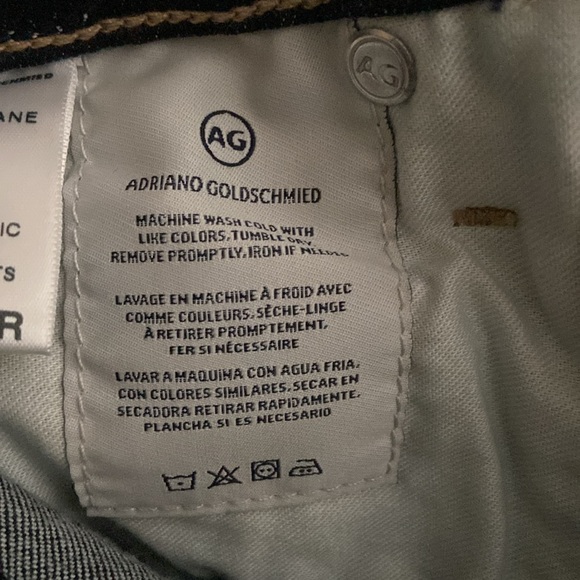 AG
AG
ADRIANO GOLDSCHMIED
MACHINE WASH COLD WITH
LIKE COLORS. TUMBLE DRY.
REMOVE PROMPTLY. IRON IF
LAVAGE EN MACHINE À FROID AVEC
COMME COULEURS. SÈCHE-LINGE
À RETIRER PROMPTEMENT.
FER SI NÉCESSAIRE
LAVAR A MAQUINA CON AGUA FRIA.
CON COLORES SIMILARES. SECAR EN
SECADORA RETIRAR RAPIDAMENTE.
PLANCHA SI ES NECESARIO
ANE
IC
TS
R